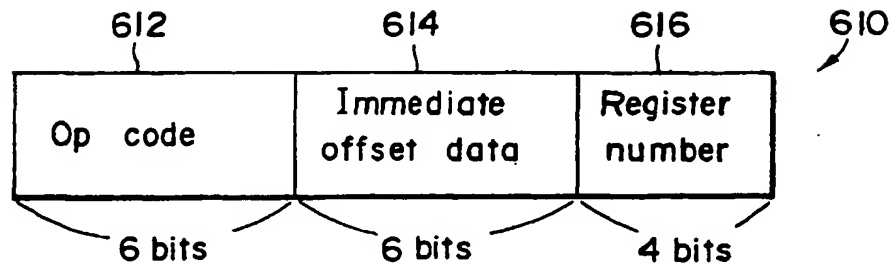 612 614 616 610
Op code
Immediate offset data
Register number
6 bits 6 bits 4 bits